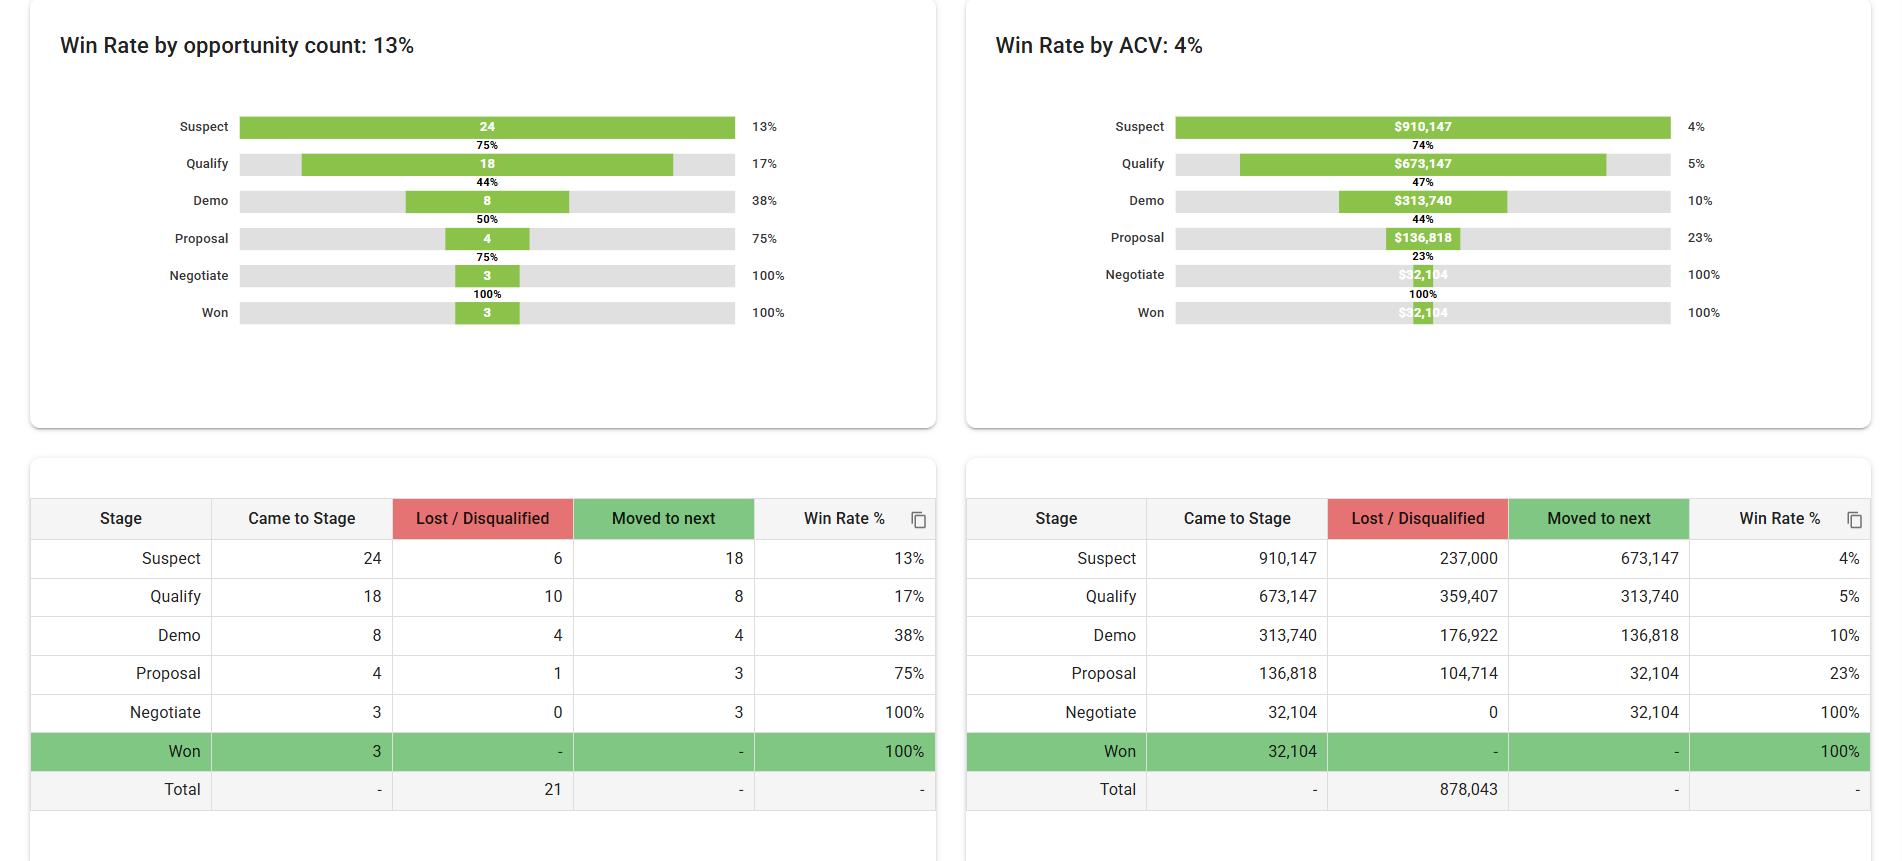 Win Rate by opportunity count: 13%
Suspect 24 13%
75%
Qualify 18 17%
44%
Demo 8 38%
50%
Proposal 4 75%
75%
Negotiate 3 100%
100%
Won 3 100%
Win Rate by ACV: 4%
Suspect $910,147 4%
74%
Qualify $673,147 5%
47%
Demo $313,740 10%
44%
Proposal $136,818 23%
23%
Negotiate $32,104 100%
100%
Won $32,104 100%
Stage Came to Stage Lost / Disqualified Moved to next Win Rate %
Suspect 24 6 18 13%
Qualify 18 10 8 17%
Demo 8 4 4 38%
Proposal 4 1 3 75%
Negotiate 3 0 3 100%
Won 3 - - 100%
Total - 21 - -
Stage Came to Stage Lost / Disqualified Moved to next Win Rate %
Suspect 910,147 237,000 673,147 4%
Qualify 673,147 359,407 313,740 5%
Demo 313,740 176,922 136,818 10%
Proposal 136,818 104,714 32,104 23%
Negotiate 32,104 0 32,104 100%
Won 32,104 - - 100%
Total - 878,043 - -